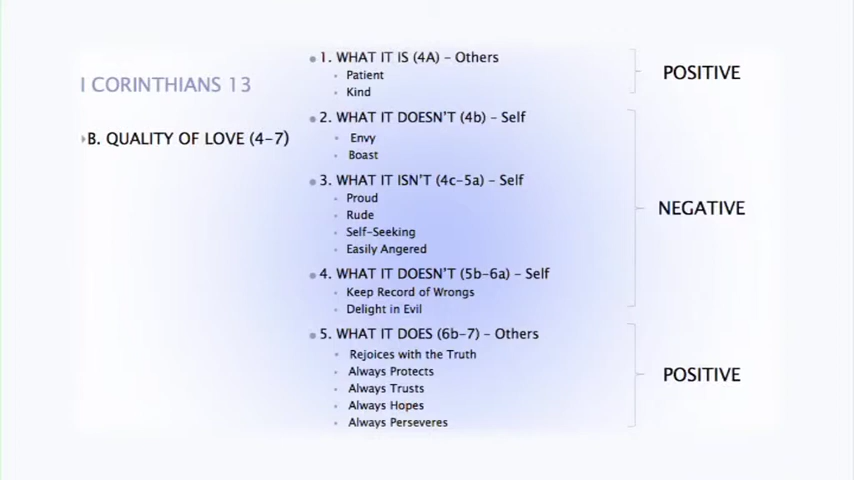 I CORINTHIANS 13
B. QUALITY OF LOVE (4-7)
1. WHAT IT IS (4A) – Others
Patient
Kind
2. WHAT IT DOESN'T (4b) – Self
Envy
Boast
3. WHAT IT ISN'T (4c-5a) – Self
Proud
Rude
Self-Seeking
Easily Angered
4. WHAT IT DOESN'T (5b-6a) – Self
Keep Record of Wrongs
Delight in Evil
5. WHAT IT DOES (6b-7) – Others
Rejoices with the Truth
Always Protects
Always Trusts
Always Hopes
Always Perseveres
POSITIVE
NEGATIVE
POSITIVE